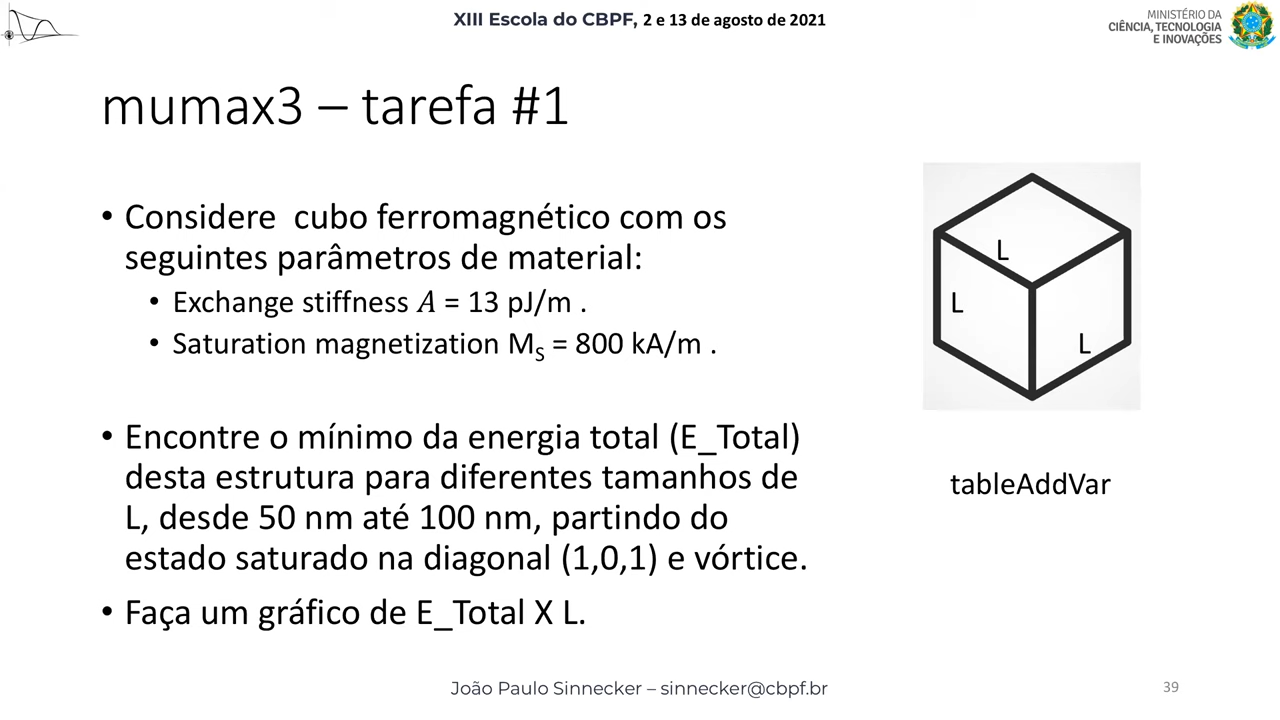 XIII Escola do CBPF, 2 e 13 de agosto de 2021
MINISTÉRIO DA
CIÊNCIA, TECNOLOGIA
E INOVAÇÕES
mumax3 – tarefa #1
• Considere cubo ferromagnético com os
seguintes parâmetros de material:
• Exchange stiffness A = 13 pJ/m .
• Saturation magnetization MS = 800 kA/m .
• Encontre o mínimo da energia total (E_Total)
desta estrutura para diferentes tamanhos de
L, desde 50 nm até 100 nm, partindo do
estado saturado na diagonal (1,0,1) e vórtice.
• Faça um gráfico de E_Total X L.
L
L
L
tableAddVar
João Paulo Sinnecker – sinnecker@cbpf.br
39